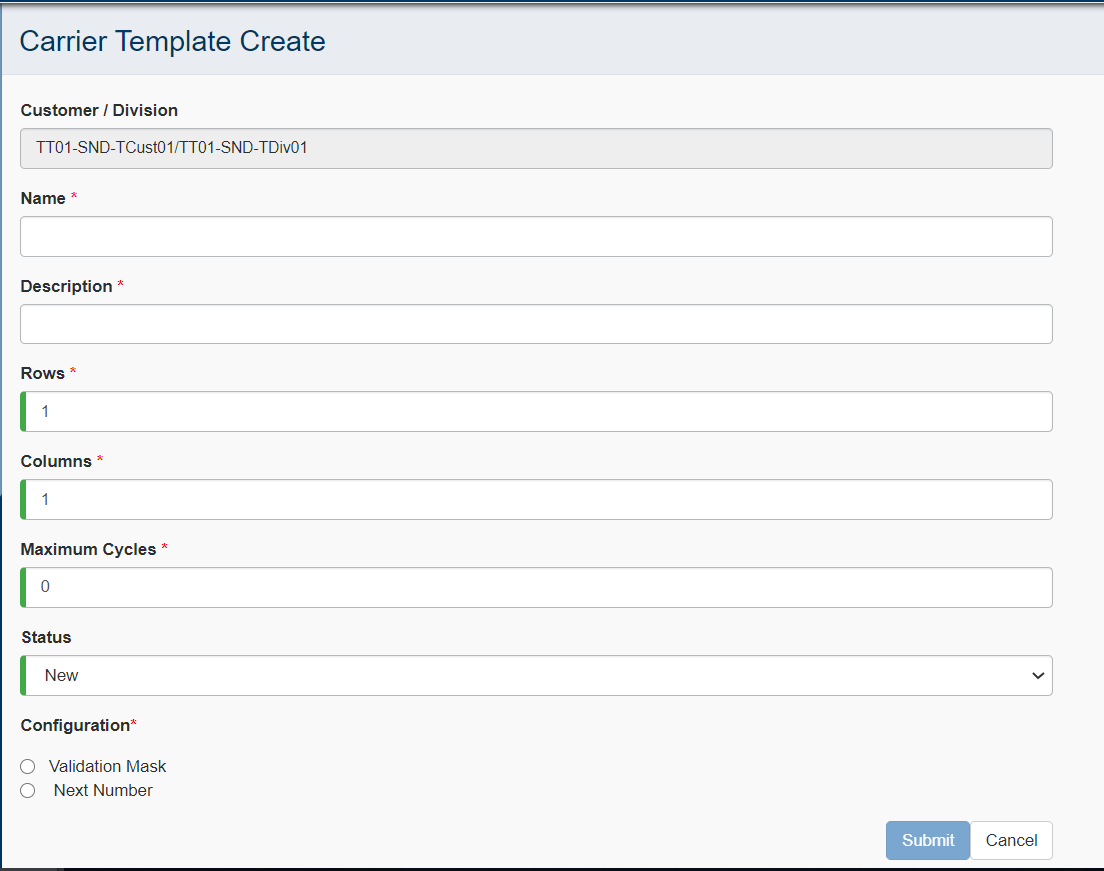 Carrier Template Create
Customer / Division
TT01-SND-TCust01/TT01-SND-TDiv01
Name *
Description *
Rows *
1
Columns *
1
Maximum Cycles *
0
Status
New
Configuration*
Validation Mask
Next Number
Submit Cancel